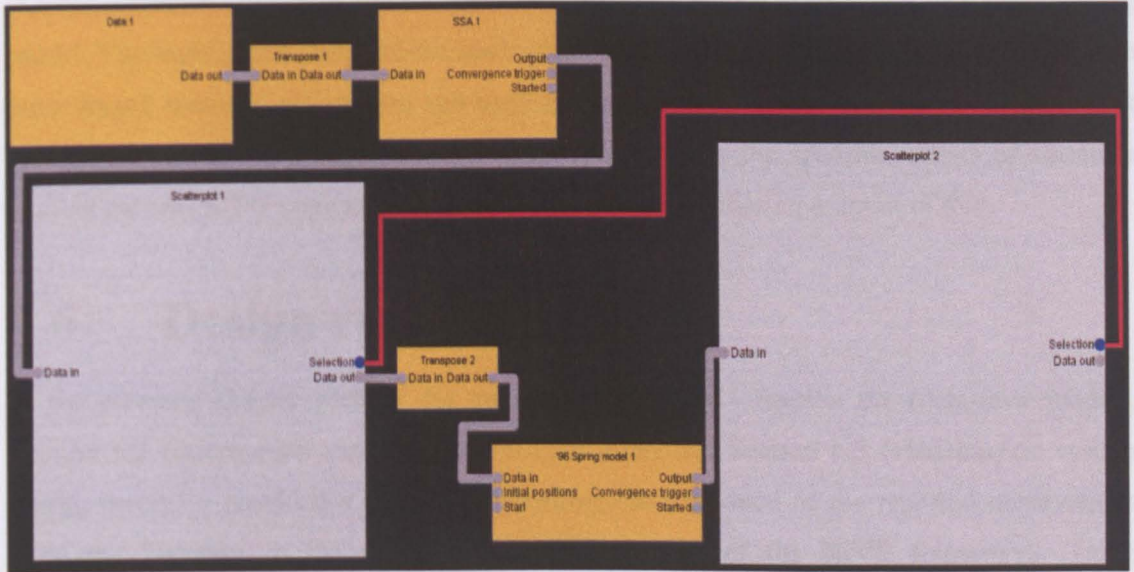 Data 1
Data out
Transpose 1
Data in Data out
SSA 1
Data in
Output
Convergence trigger
Started
Scatterplot 1
Data in
Selection
Data out
Transpose 2
Data in Data out
'96 Spring model 1
Data in
Initial positions
Start
Output
Convergence trigger
Started
Scatterplot 2
Data in
Selection
Data out